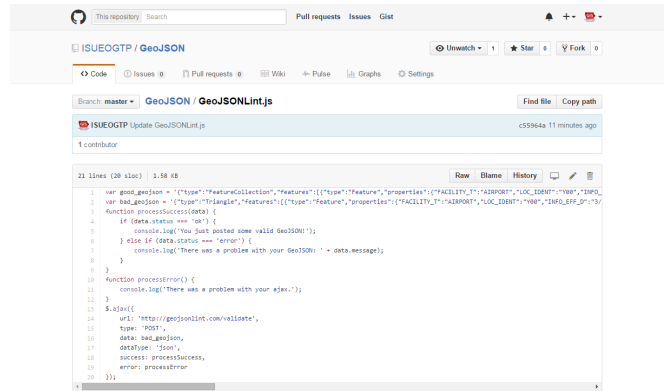 This repository Search Pull requests Issues Gist
ISUEOGTP / GeoJSON Unwatch 1 Star 0 Fork 0
Code Issues 0 Pull requests 0 Wiki Pulse Graphs Settings
Branch: master GeoJSON / GeoJSONLint.js Find file Copy path
ISUEOGTP Update GeoJSONLint.js c55964a 11 minutes ago
1 contributor
21 lines (20 sloc) 1.58 KB Raw Blame History
1 var good_geojson = '{"type":"FeatureCollection","features":[{"type":"Feature","properties":{"FACILITY_T":"AIRPORT","LOC_IDENT":"Y00","INFO_
2 var bad_geojson = '{"type":"Triangle","features":[{"type":"Feature","properties":{"FACILITY_T":"AIRPORT","LOC_IDENT":"Y00","INFO_EFF_D":"3/
3 function processSuccess(data) {
4 if (data.status === 'ok') {
5 console.log('You just posted some valid GeoJSON!');
6 } else if (data.status === 'error') {
7 console.log('There was a problem with your GeoJSON: ' + data.message);
8 }
9 }
10 function processError() {
11 console.log('There was a problem with your ajax.');
12 }
13 $.ajax({
14 url: 'http://geojsonlint.com/validate',
15 type: 'POST',
16 data: bad_geojson,
17 dataType: 'json',
18 success: processSuccess,
19 error: processError
20 });